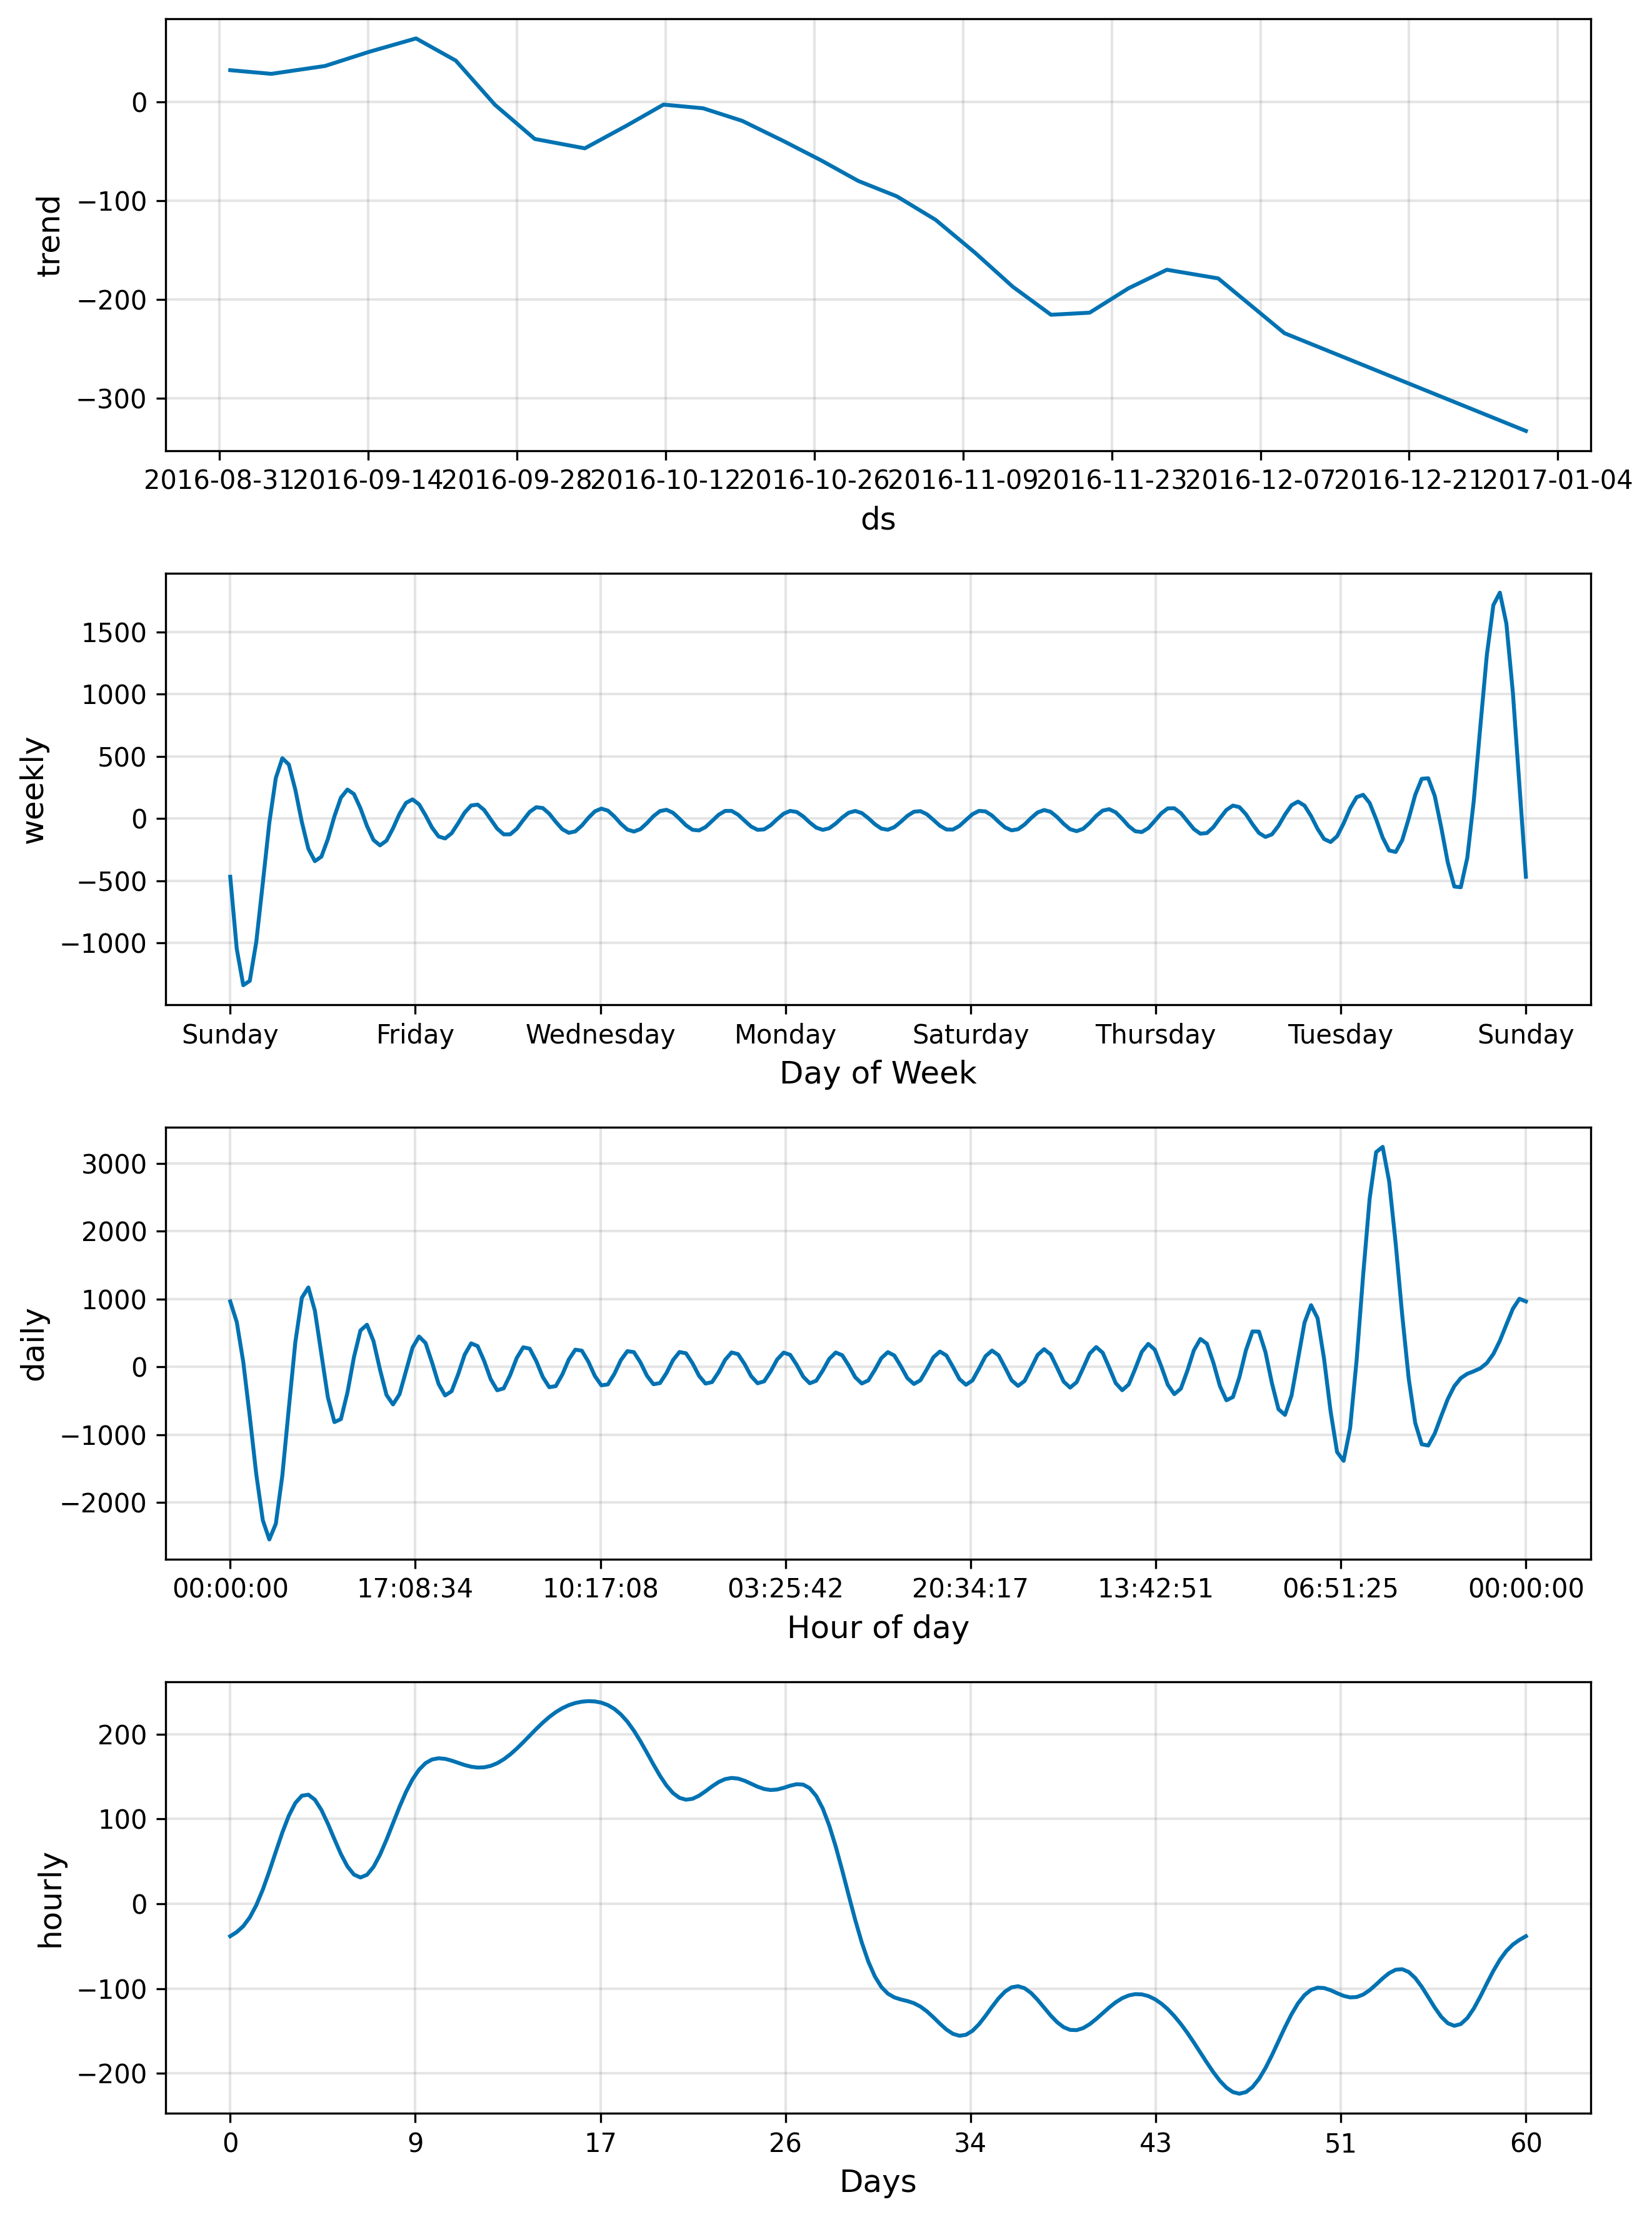 0
−100
−200
−300
trend
2016-08-31 2016-09-14 2016-09-28 2016-10-12 2016-10-26 2016-11-09 2016-11-23 2016-12-07 2016-12-21 2017-01-04
ds
1500
1000
500
0
−500
−1000
weekly
Sunday Friday Wednesday Monday Saturday Thursday Tuesday Sunday
Day of Week
3000
2000
1000
0
−1000
−2000
daily
00:00:00 17:08:34 10:17:08 03:25:42 20:34:17 13:42:51 06:51:25 00:00:00
Hour of day
200
100
0
−100
−200
hourly
0 9 17 26 34 43 51 60
Days